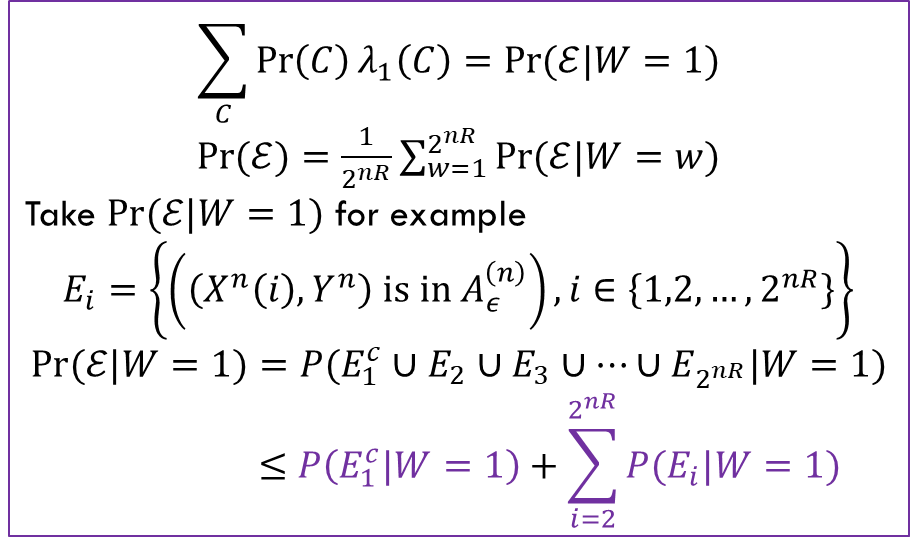 ∑_C Pr(C) λ₁(C) = Pr(ℰ|W = 1)
Pr(ℰ) = 1/2^{nR} ∑_{w=1}^{2^{nR}} Pr(ℰ|W = w)
Take Pr(ℰ|W = 1) for example
E_i = {((X^n(i), Y^n) is in A_ϵ^{(n)}), i ∈ {1,2, …, 2^{nR}}}
Pr(ℰ|W = 1) = P(E_1^c ∪ E_2 ∪ E_3 ∪ ⋯ ∪ E_{2^{nR}}|W = 1)
≤ P(E_1^c|W = 1) + ∑_{i=2}^{2^{nR}} P(E_i|W = 1)